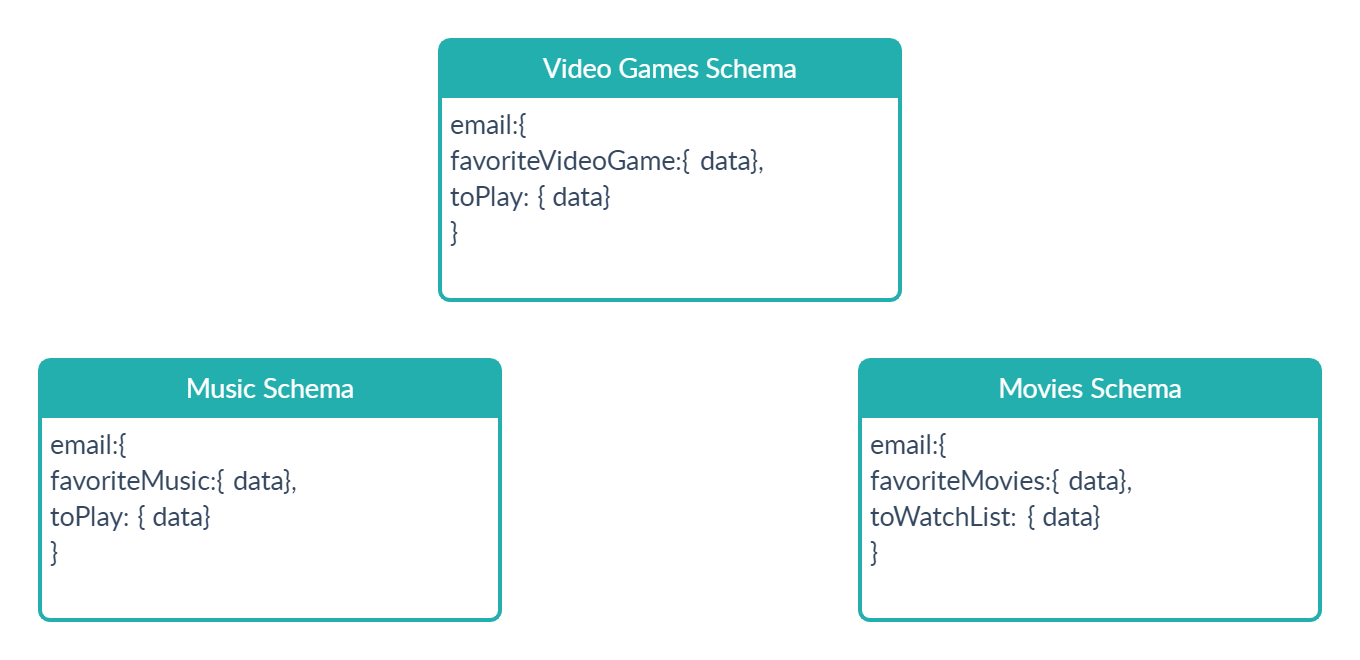 Video Games Schema
email:{
favoriteVideoGame:{ data},
toPlay: { data}
}
Music Schema
email:{
favoriteMusic:{ data},
toPlay: { data}
}
Movies Schema
email:{
favoriteMovies:{ data},
toWatchList: { data}
}